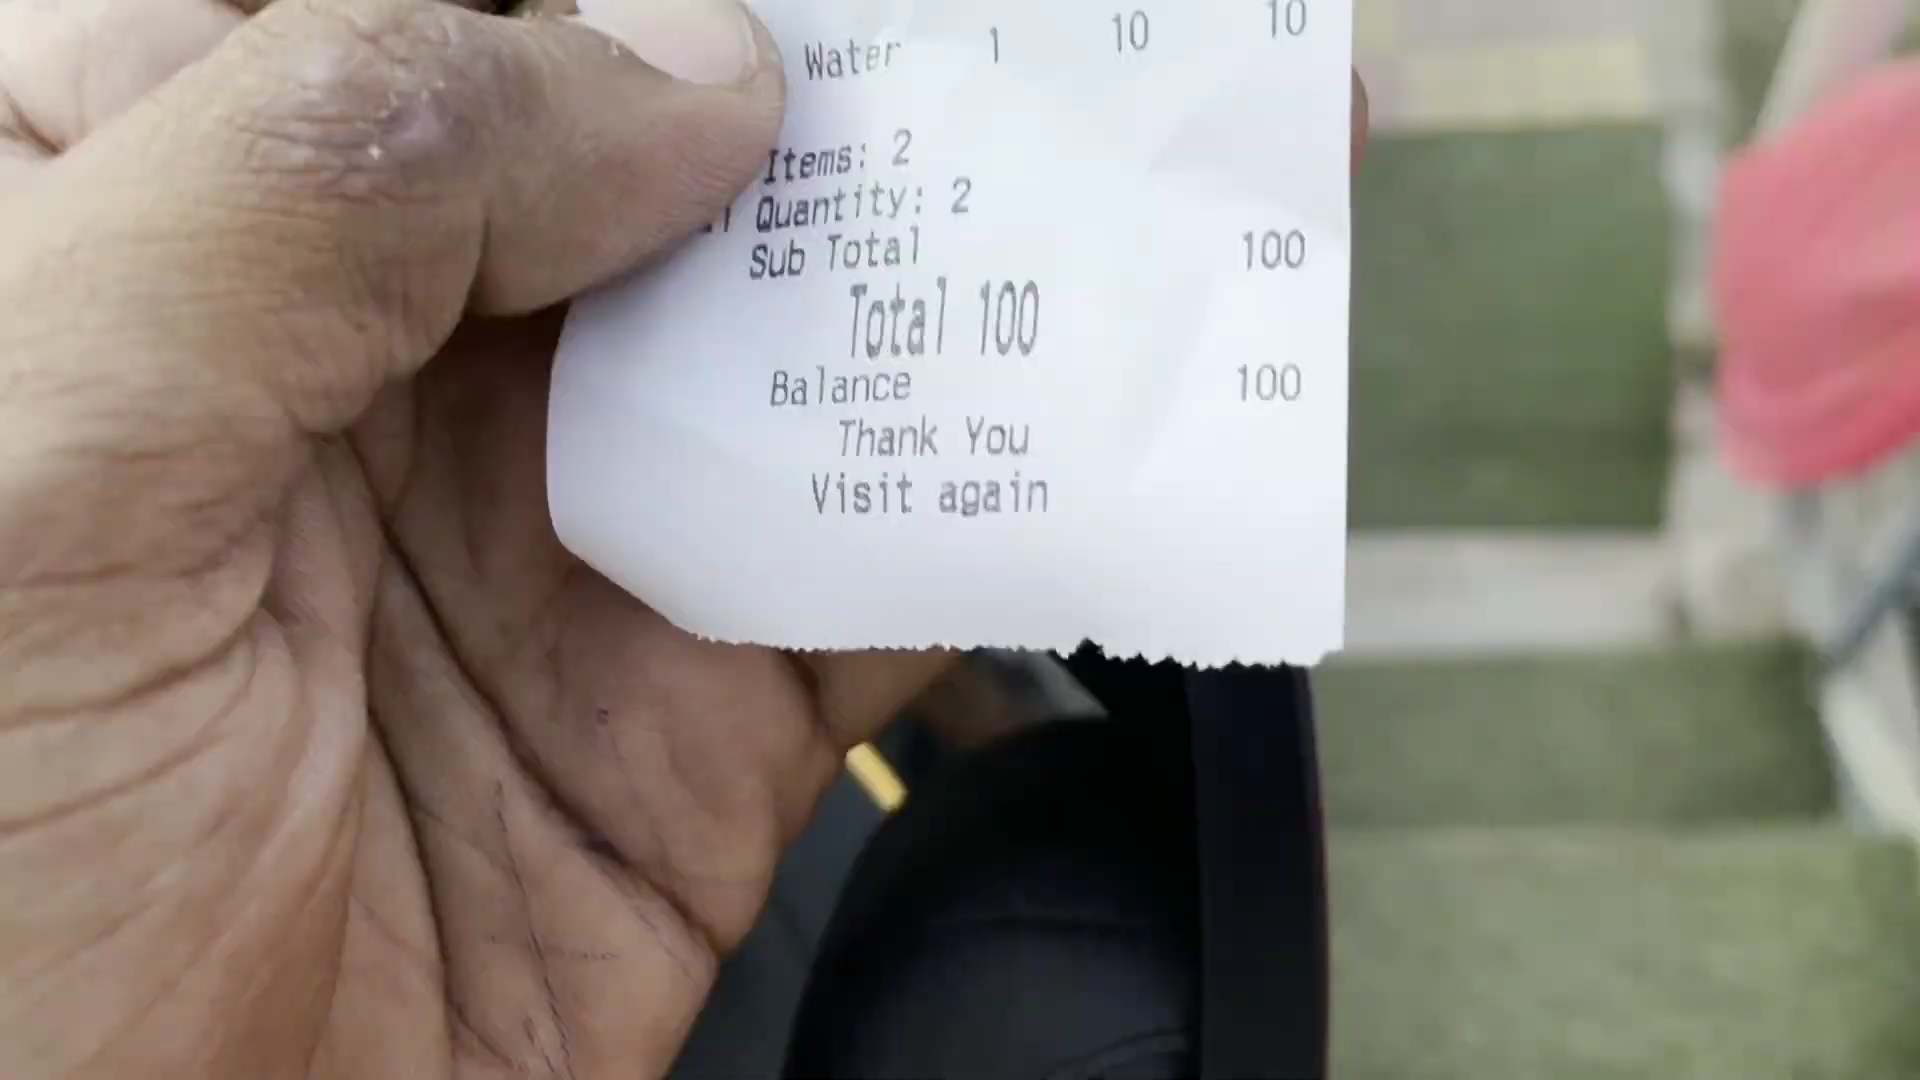 Water 1 10 10
Items: 2
Quantity: 2
Sub Total 100
Total 100
Balance 100
Thank You
Visit again